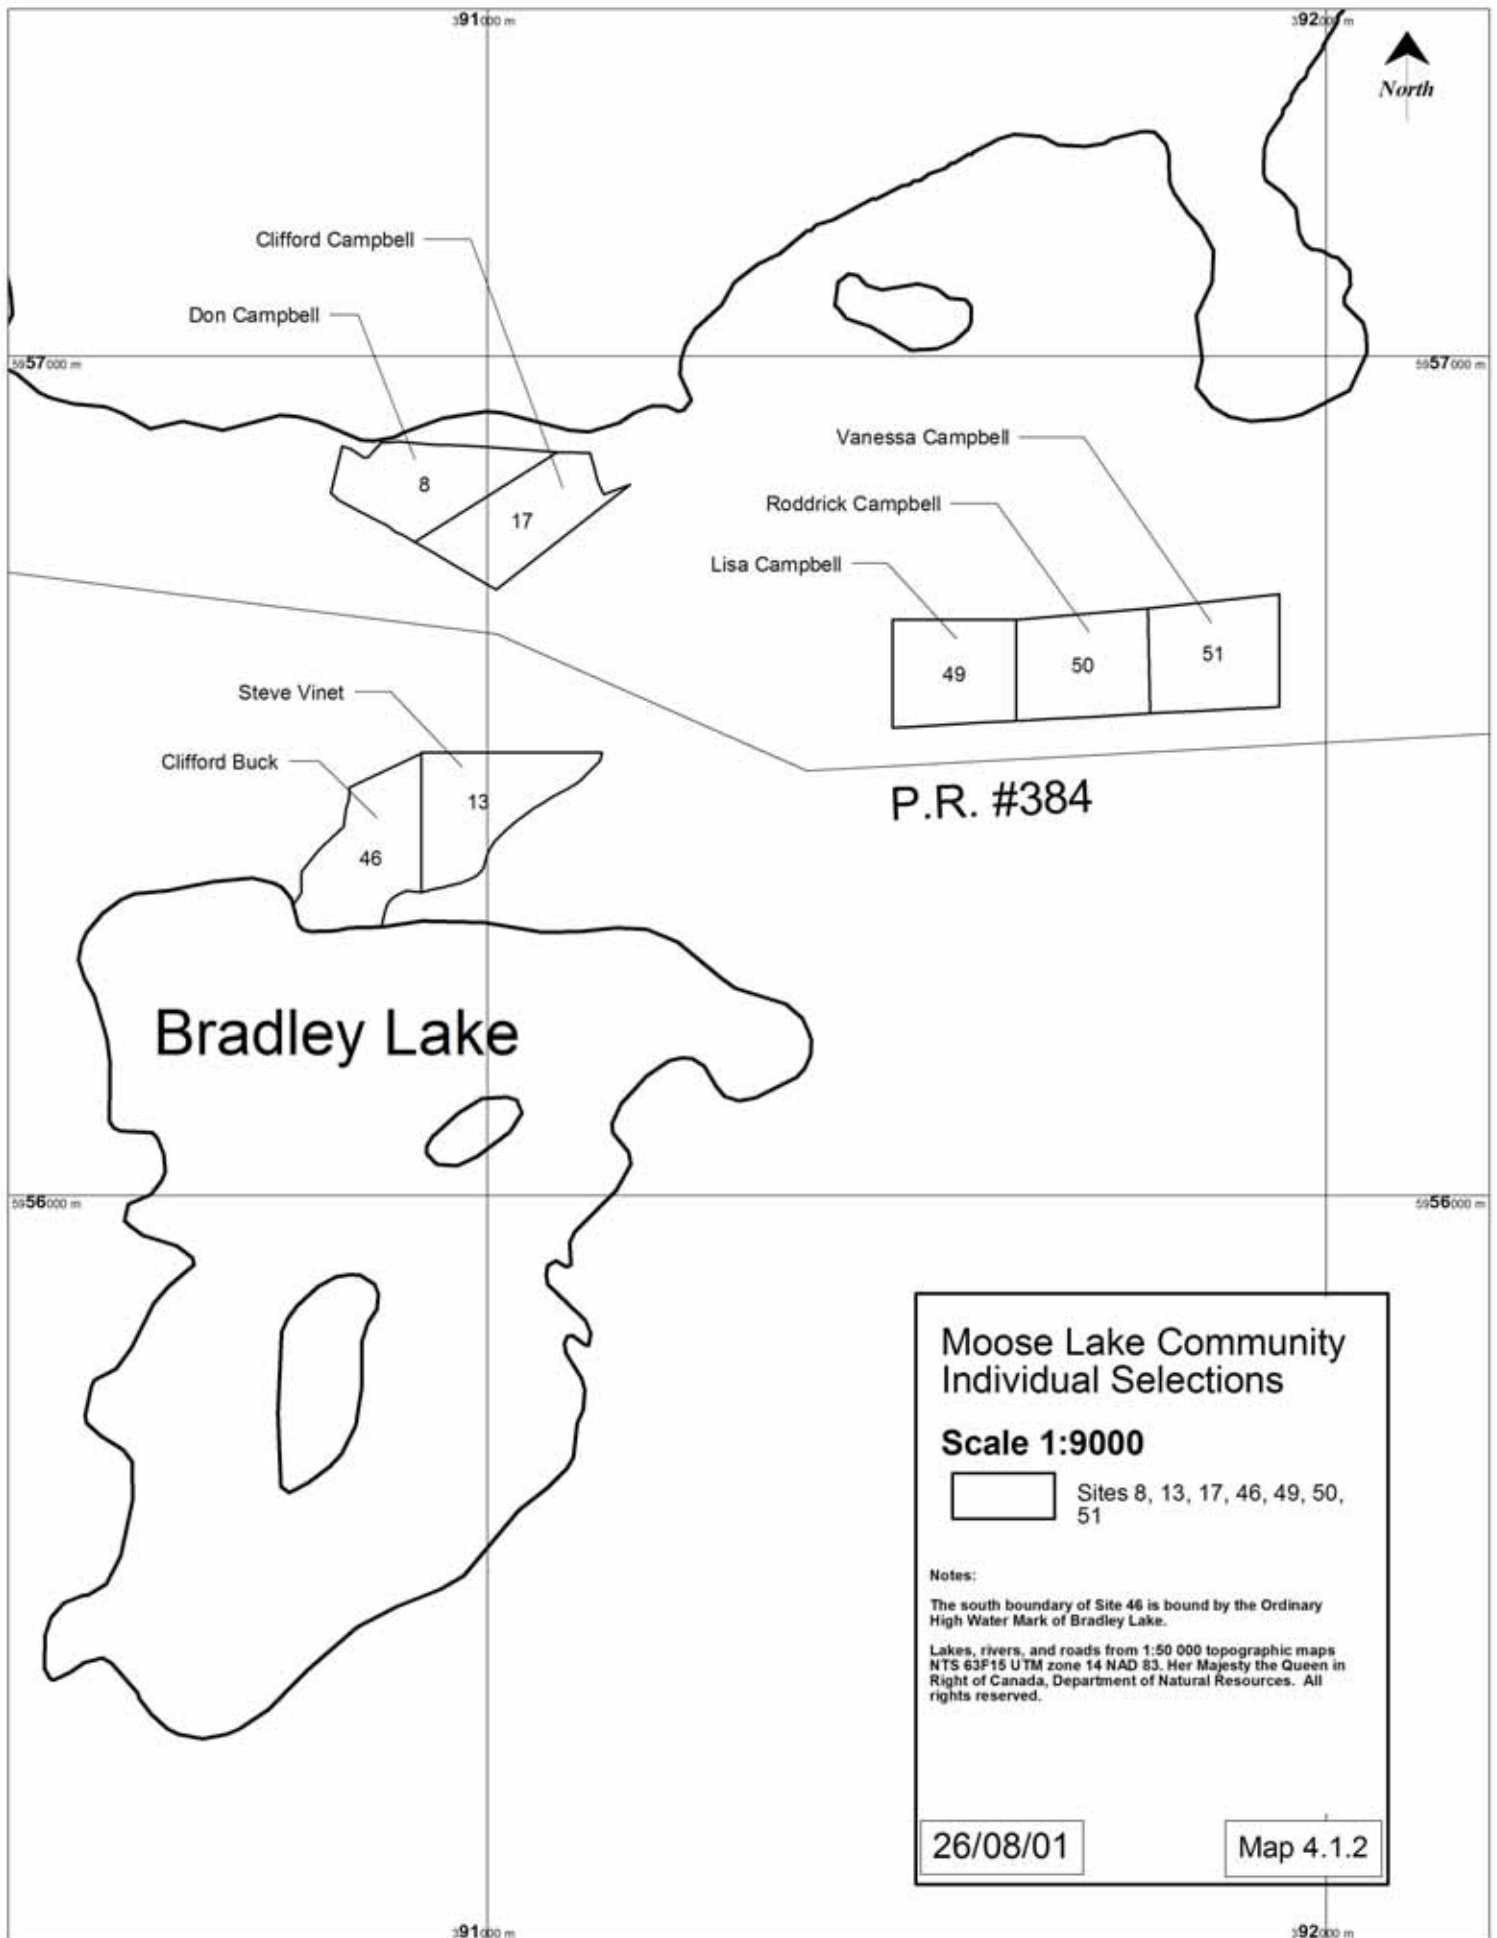 391000 m
392000 m
North
Clifford Campbell
Don Campbell
5957000 m
5957000 m
Vanessa Campbell
8
Roddrick Campbell
17
Lisa Campbell
51
50
49
Steve Vinet
Clifford Buck
13
P.R. #384
46
Bradley Lake
5956000 m
5956000 m
Moose Lake Community
Individual Selections
Scale 1:9000
Sites 8, 13, 17, 46, 49, 50,
51
Notes:
The south boundary of Site 46 is bound by the Ordinary
High Water Mark of Bradley Lake.
Lakes, rivers, and roads from 1:50 000 topographic maps
NTS 63F15 UTM zone 14 NAD 83. Her Majesty the Queen in
Right of Canada, Department of Natural Resources. All
rights reserved.
26/08/01
Map 4.1.2
391000 m
392000 m